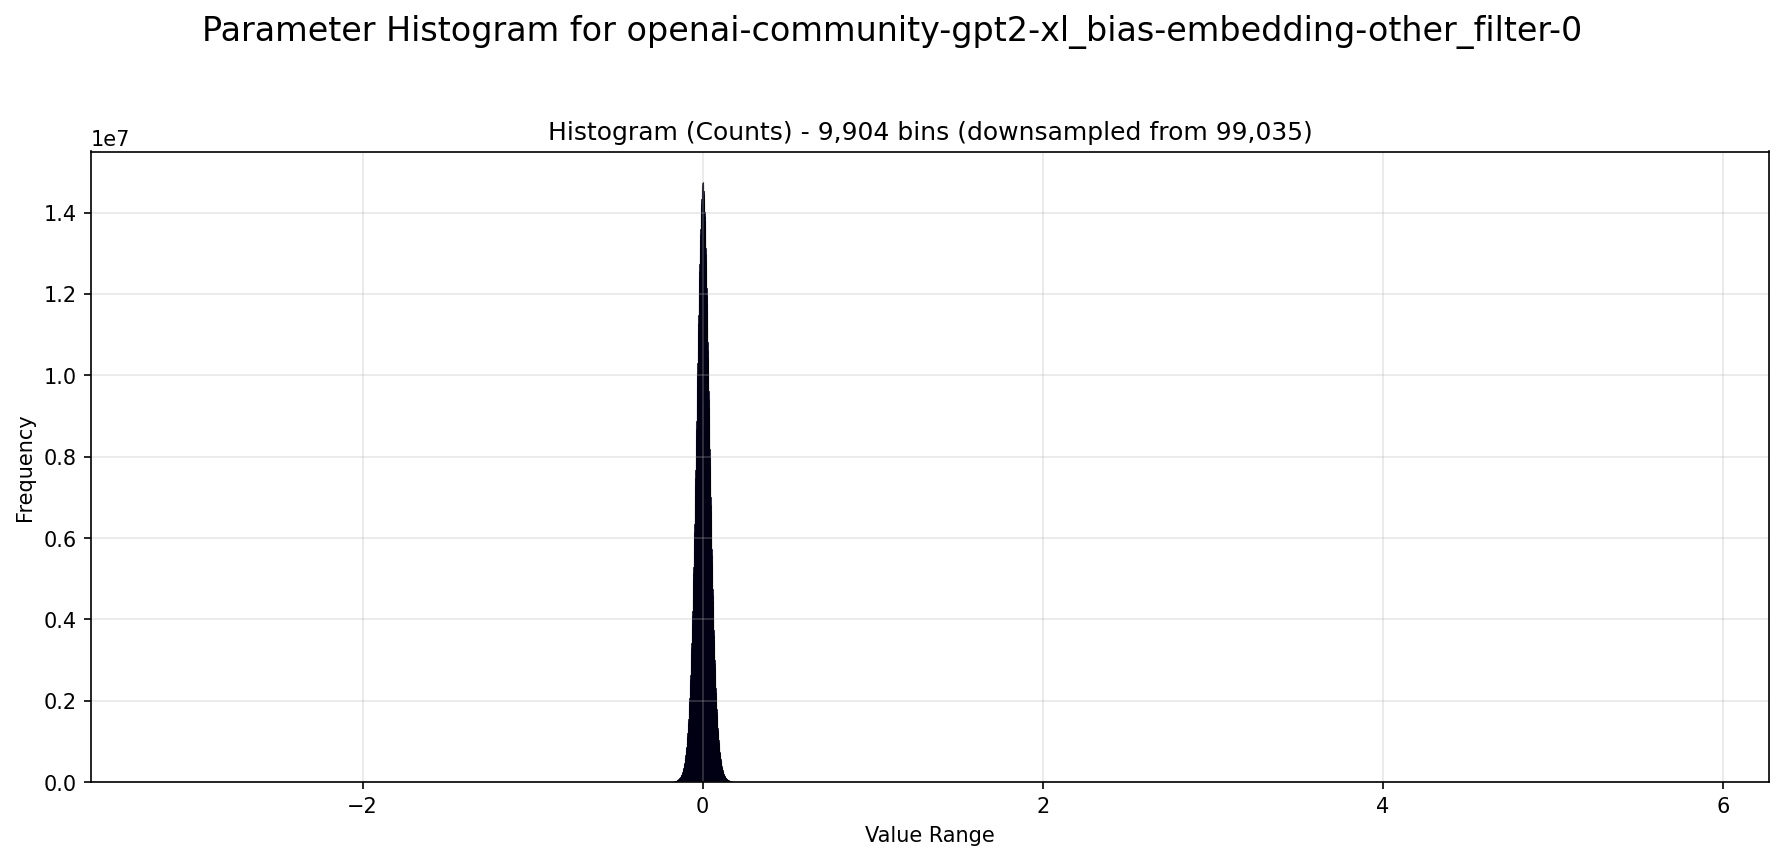 Parameter Histogram for openai-community-gpt2-xl_bias-embedding-other_filter-0
Histogram (Counts) - 9,904 bins (downsampled from 99,035)
1e7
1.4
1.2
1.0
0.8
0.6
0.4
0.2
0.0
Frequency
−2
0
2
4
6
Value Range